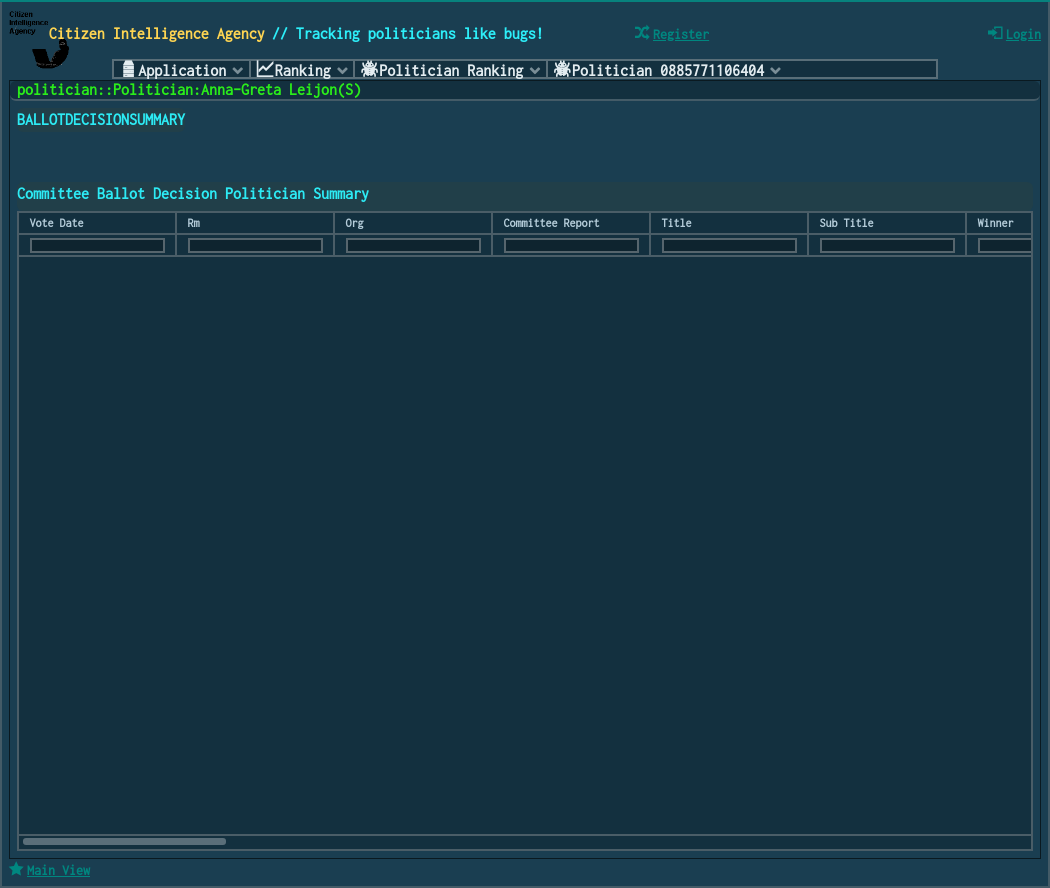 Citizen
Intelligence
Agency
Citizen Intelligence Agency // Tracking politicians like bugs!
Register
Login
Application
Ranking
Politician Ranking
Politician 0885771106404
politician::Politician:Anna-Greta Leijon(S)
BALLOTDECISIONSUMMARY
Committee Ballot Decision Politician Summary
Vote Date Rm Org Committee Report Title Sub Title Winner
Main View